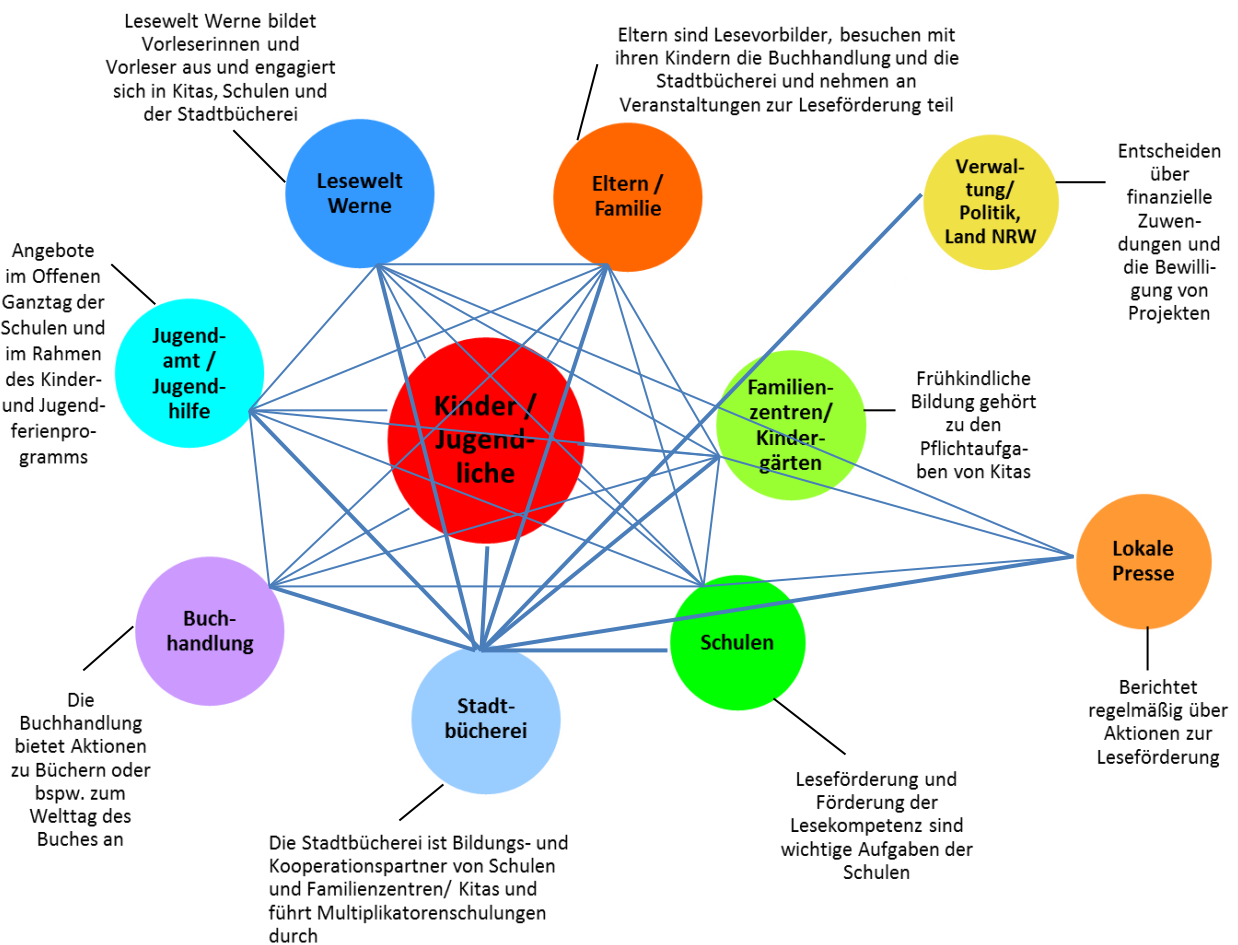 Lesewelt Werne bildet
Vorleserinnen und
Vorleser aus und engagiert
sich in Kitas, Schulen und
der Stadtbücherei
Eltern sind Lesevorbilder, besuchen mit
ihren Kindern die Buchhandlung und die
Stadtbücherei und nehmen an
Veranstaltungen zur Leseförderung teil
Lesewelt
Werne
Eltern /
Familie
Verwal-
tung/
Politik,
Land NRW
Entscheiden
über
finanzielle
Zuwen-
dungen und
die Bewilli-
gung von
Projekten
Angebote
im Offenen
Ganztag der
Schulen und
im Rahmen
des Kinder-
und Jugend-
ferienpro-
gramms
Jugend-
amt /
Jugend-
hilfe
Kinder /
Jugend-
liche
Familien-
zentren/
Kinder-
gärten
Frühkindliche
Bildung gehört
zu den
Pflichtaufga-
ben von Kitas
Lokale
Presse
Buch-
handlung
Stadt-
bücherei
Schulen
Die
Buchhandlung
bietet Aktionen
zu Büchern oder
bspw. zum
Welttag des
Buches an
Berichtet
regelmäßig über
Aktionen zur
Leseförderung
Die Stadtbücherei ist Bildungs- und
Kooperationspartner von Schulen
und Familienzentren/ Kitas und
führt Multiplikatorenschulungen
durch
Leseförderung und
Förderung der
Lesekompetenz sind
wichtige Aufgaben der
Schulen